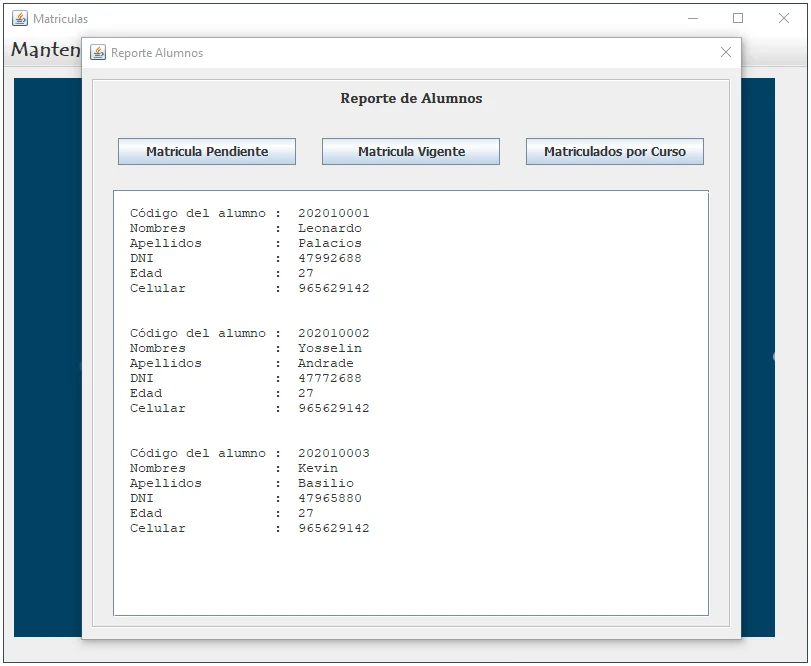 Matriculas
Manten
Reporte Alumnos
Reporte de Alumnos
Matricula Pendiente
Matricula Vigente
Matriculados por Curso
Código del alumno : 202010001
Nombres : Leonardo
Apellidos : Palacios
DNI : 47992688
Edad : 27
Celular : 965629142
Código del alumno : 202010002
Nombres : Yosselin
Apellidos : Andrade
DNI : 47772688
Edad : 27
Celular : 965629142
Código del alumno : 202010003
Nombres : Kevin
Apellidos : Basilio
DNI : 47965880
Edad : 27
Celular : 965629142